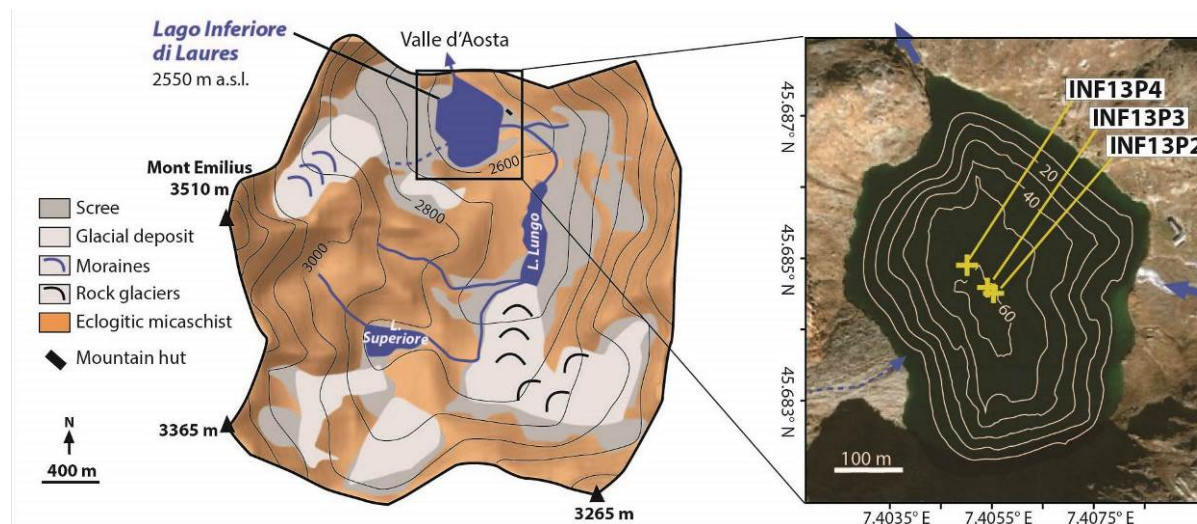 Lago Inferiore
di Laures
2550 m a.s.l.
Valle d'Aosta
Mont Emilius
3510 m
Scree
Glacial deposit
Moraines
Rock glaciers
Eclogitic micaschist
Mountain hut
N
400 m
3365 m
3265 m
2600
2800
3000
L. Lungo
L.
Superiore
INF13P4
INF13P3
INF13P2
20
40
60
45.687° N
45.685° N
45.683° N
100 m
7.4035° E
7.4055° E
7.4075° E